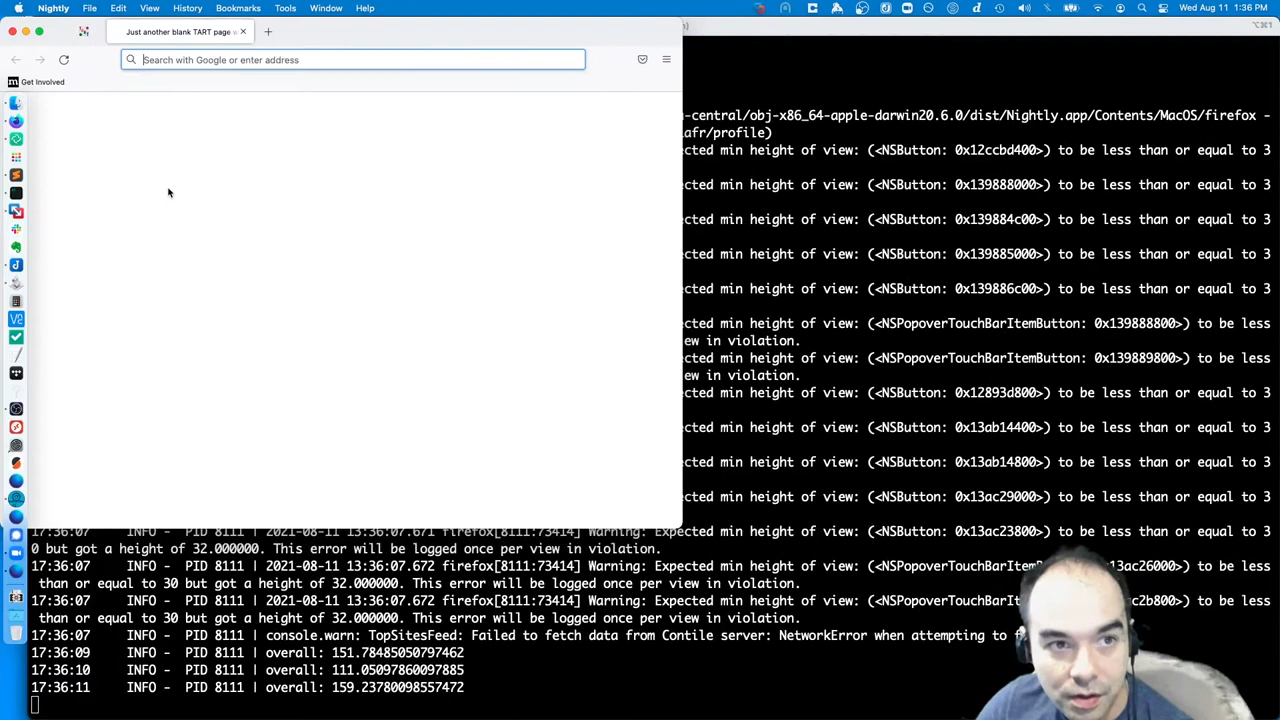 Nightly File Edit View History Bookmarks Tools Window Help Wed Aug 11 1:36 PM
Just another blank TART page
⌥⌘1
Search with Google or enter address
Get Involved
-central/obj-x86_64-apple-darwin20.6.0/dist/Nightly.app/Contents/MacOS/firefox -
afr/profile)
ected min height of view: (<NSButton: 0x12ccbd400>) to be less than or equal to 3
ected min height of view: (<NSButton: 0x139888000>) to be less than or equal to 3
ected min height of view: (<NSButton: 0x139884c00>) to be less than or equal to 3
ected min height of view: (<NSButton: 0x139885000>) to be less than or equal to 3
ected min height of view: (<NSButton: 0x139886c00>) to be less than or equal to 3
ected min height of view: (<NSPopoverTouchBarItemButton: 0x139888800>) to be less
ew in violation.
ected min height of view: (<NSPopoverTouchBarItemButton: 0x139889800>) to be less
ew in violation.
ected min height of view: (<NSButton: 0x12893d800>) to be less than or equal to 3
ected min height of view: (<NSButton: 0x13ab14400>) to be less than or equal to 3
ected min height of view: (<NSButton: 0x13ab14800>) to be less than or equal to 3
ected min height of view: (<NSButton: 0x13ac29000>) to be less than or equal to 3
17:36:07 INFO - PID 8111 | 2021-08-11 13:36:07.671 firefox[8111:73414] Warning: Expected min height of view: (<NSButton: 0x13ac23800>) to be less than or equal to 3
0 but got a height of 32.000000. This error will be logged once per view in violation.
17:36:07 INFO - PID 8111 | 2021-08-11 13:36:07.672 firefox[8111:73414] Warning: Expected min height of view: (<NSPopoverTouchBarItem ac26000>) to be less
than or equal to 30 but got a height of 32.000000. This error will be logged once per view in violation.
17:36:07 INFO - PID 8111 | 2021-08-11 13:36:07.672 firefox[8111:73414] Warning: Expected min height of view: (<NSPopoverTouchBarIt c2b800>) to be less
than or equal to 30 but got a height of 32.000000. This error will be logged once per view in violation.
17:36:07 INFO - PID 8111 | console.warn: TopSitesFeed: Failed to fetch data from Contile server: NetworkError when attempting to f
17:36:09 INFO - PID 8111 | overall: 151.78485050797462
17:36:10 INFO - PID 8111 | overall: 111.05097860097885
17:36:11 INFO - PID 8111 | overall: 159.23780098557472